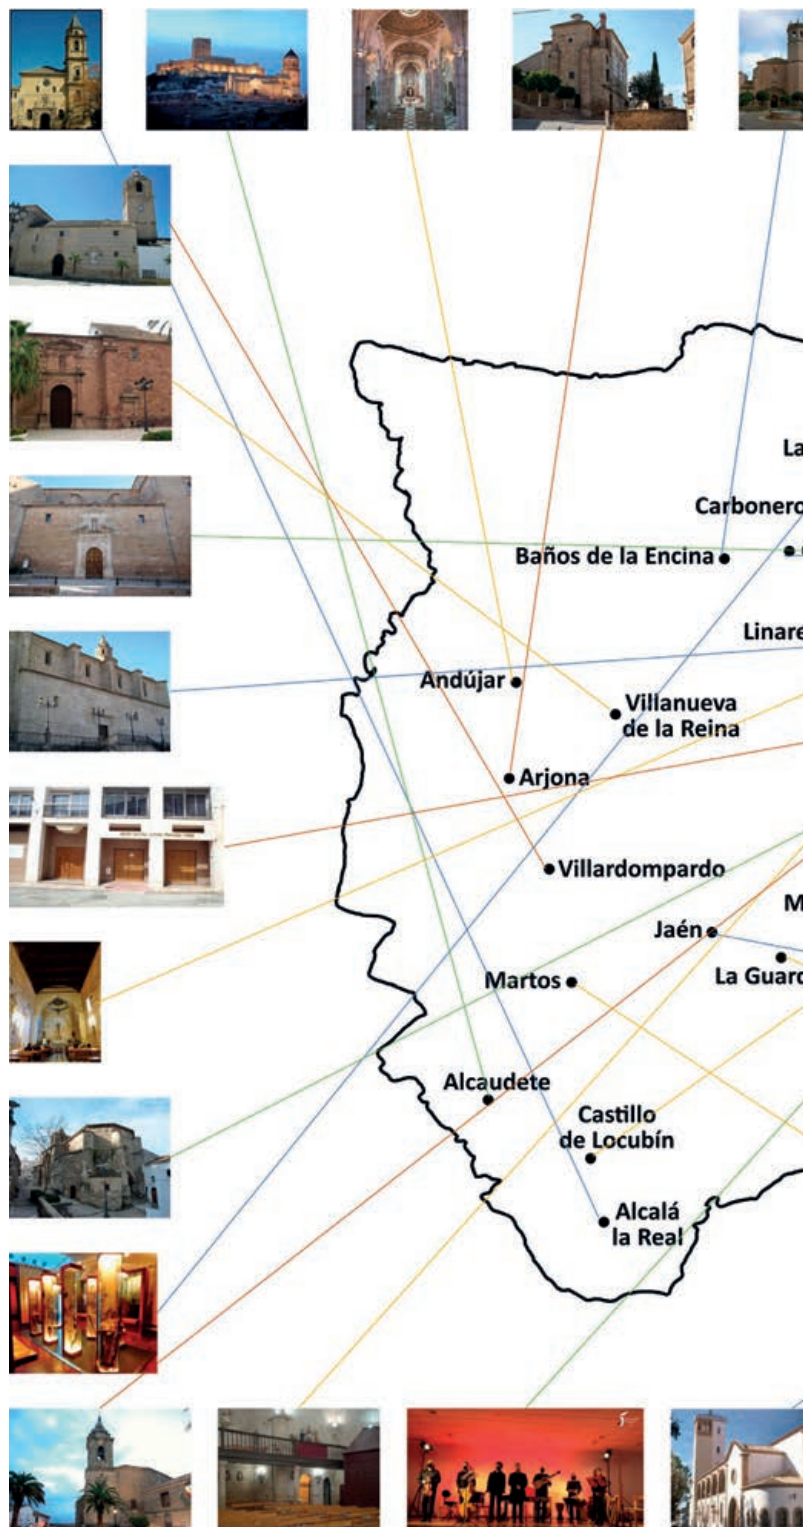 La
Carbonero
Baños de la Encina
Linare
Andújar
Villanueva
de la Reina
Arjona
Villardompardo
M
Jaén
La Guard
Martos
Alcaudete
Castillo
de Locubín
Alcalá
la Real